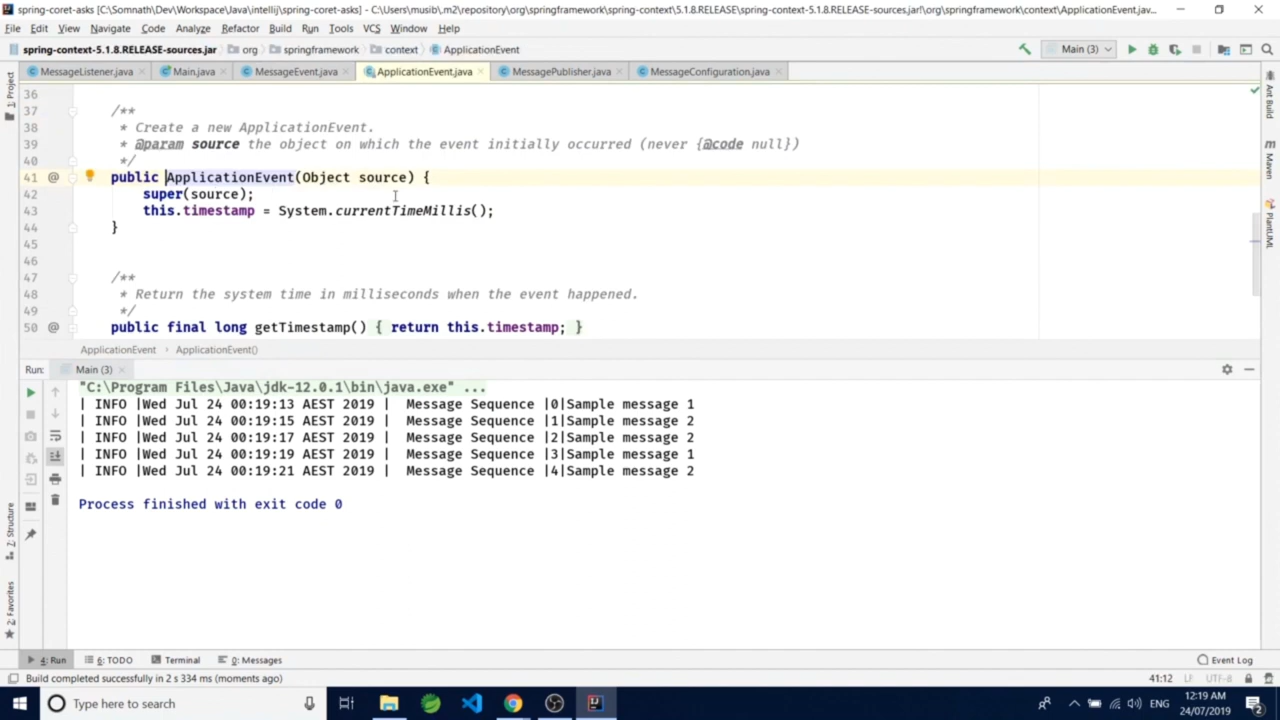 spring-coret-asks [C:\Somnath\Dev\Workspace\Java\intellij\spring-coret-asks] - C:\Users\musib\.m2\repository\org\springframework\spring-context\5.1.8.RELEASE\spring-context-5.1.8.RELEASE-sources.jar!\org\springframework\context\ApplicationEvent.jav...
File Edit View Navigate Code Analyze Refactor Build Run Tools VCS Window Help
spring-context-5.1.8.RELEASE-sources.jar org springframework context ApplicationEvent Main (3)
MessageListener.java Main.java MessageEvent.java ApplicationEvent.java MessagePublisher.java MessageConfiguration.java
1: Project
Ant Build
Maven
PlantUML
36
37 /**
38 * Create a new ApplicationEvent.
39 * @param source the object on which the event initially occurred (never {@code null})
40 */
41 @ public ApplicationEvent(Object source) {
42 super(source);
43 this.timestamp = System.currentTimeMillis();
44 }
45
46
47 /**
48 * Return the system time in milliseconds when the event happened.
49 */
50 @ public final long getTimestamp() { return this.timestamp; }
ApplicationEvent › ApplicationEvent()
Run: Main (3)
"C:\Program Files\Java\jdk-12.0.1\bin\java.exe" ...
| INFO |Wed Jul 24 00:19:13 AEST 2019 | Message Sequence |0|Sample message 1
| INFO |Wed Jul 24 00:19:15 AEST 2019 | Message Sequence |1|Sample message 2
| INFO |Wed Jul 24 00:19:17 AEST 2019 | Message Sequence |2|Sample message 2
| INFO |Wed Jul 24 00:19:19 AEST 2019 | Message Sequence |3|Sample message 1
| INFO |Wed Jul 24 00:19:21 AEST 2019 | Message Sequence |4|Sample message 2
Process finished with exit code 0
7: Structure
2: Favorites
4: Run 6: TODO Terminal 0: Messages Event Log
Build completed successfully in 2 s 334 ms (moments ago) 41:12 LF UTF-8
Type here to search ENG 12:19 AM
24/07/2019 2